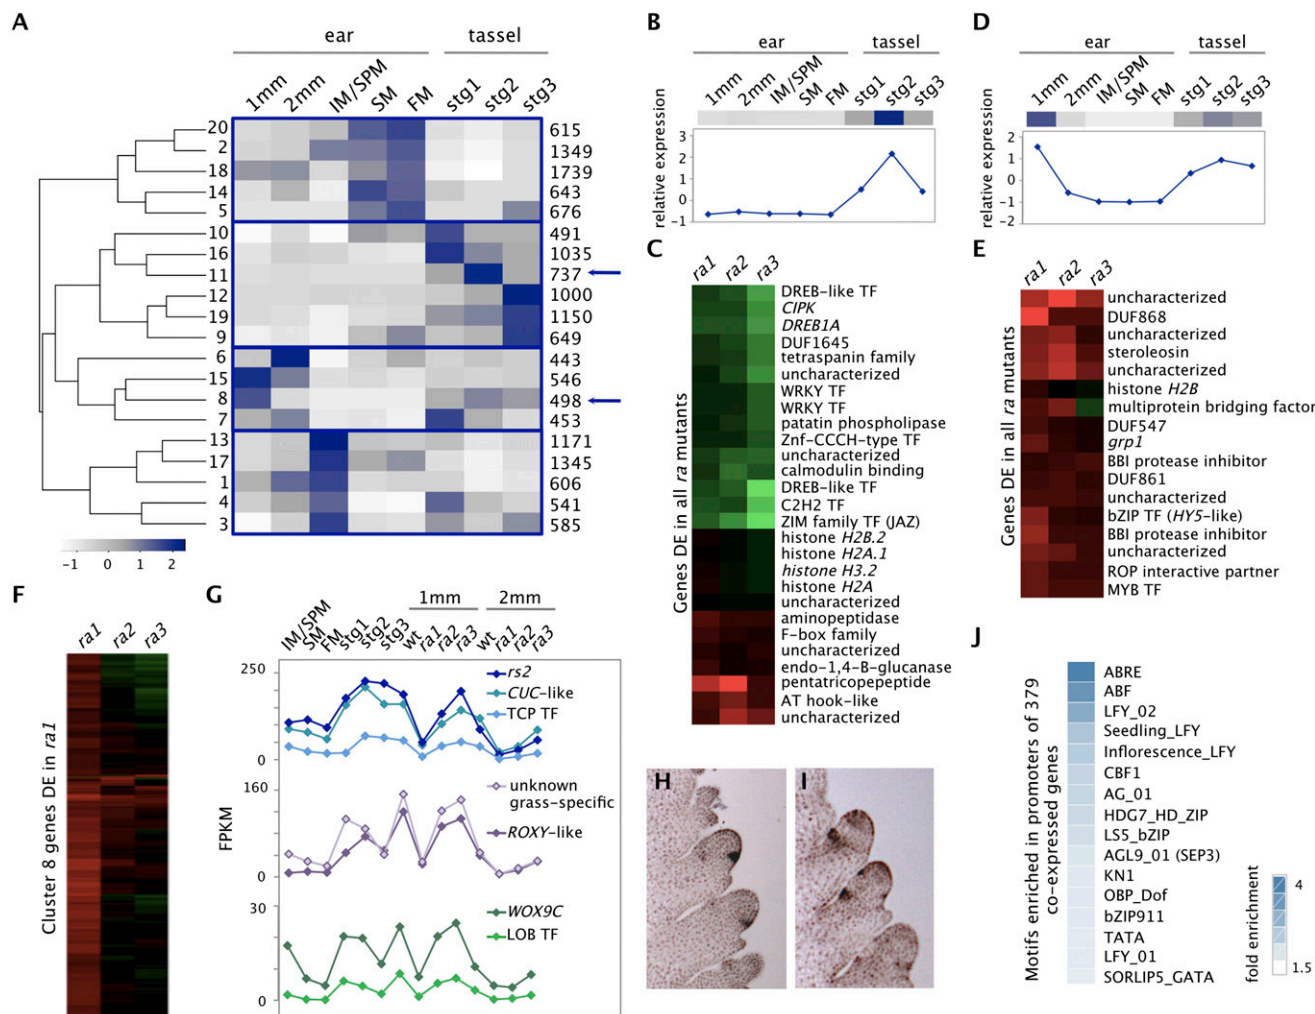 A
ear
tassel
1mm
2mm
IM/SPM
SM
FM
stg1
stg2
stg3
20
615
2
1349
18
1739
14
643
5
676
10
491
16
1035
11
737
12
1000
19
1150
9
649
6
443
15
546
8
498
7
453
13
1171
17
1345
1
606
4
541
3
585
-1
0
1
2
B
ear
tassel
1mm
2mm
IM/SPM
SM
FM
stg1
stg2
stg3
relative expression
3
2
1
0
-1
D
ear
tassel
1mm
2mm
IM/SPM
SM
FM
stg1
stg2
stg3
relative expression
2
1
0
-1
-2
C
ra1
ra2
ra3
Genes DE in all ra mutants
DREB-like TF
CIPK
DREB1A
DUF1645
tetraspanin family
uncharacterized
WRKY TF
WRKY TF
patatin phospholipase
Znf-CCCH-type TF
uncharacterized
calmodulin binding
DREB-like TF
C2H2 TF
ZIM family TF (JAZ)
histone H2B.2
histone H2A.1
histone H3.2
histone H2A
uncharacterized
aminopeptidase
F-box family
uncharacterized
endo-1,4-B-glucanase
pentatricopepeptide
AT hook-like
uncharacterized
E
ra1
ra2
ra3
Genes DE in all ra mutants
uncharacterized
DUF868
uncharacterized
steroleosin
uncharacterized
histone H2B
multiprotein bridging factor
DUF547
grp1
BBI protease inhibitor
DUF861
uncharacterized
bZIP TF (HY5-like)
BBI protease inhibitor
uncharacterized
ROP interactive partner
MYB TF
F
ra1
ra2
ra3
Cluster 8 genes DE in ra1
G
1mm
2mm
IM/SPM
SM
FM
stg1
stg2
stg3
wt
ra1
ra2
ra3
wt
ra1
ra2
ra3
FPKM
250
0
rs2
CUC-like
TCP TF
160
0
unknown
grass-specific
ROXY-like
30
0
WOX9C
LOB TF
H
I
J
Motifs enriched in promoters of 379
co-expressed genes
ABRE
ABF
LFY_02
Seedling_LFY
Inflorescence_LFY
CBF1
AG_01
HDG7_HD_ZIP
LS5_bZIP
AGL9_01 (SEP3)
KN1
OBP_Dof
bZIP911
TATA
LFY_01
SORLIP5_GATA
fold enrichment
4
1.5